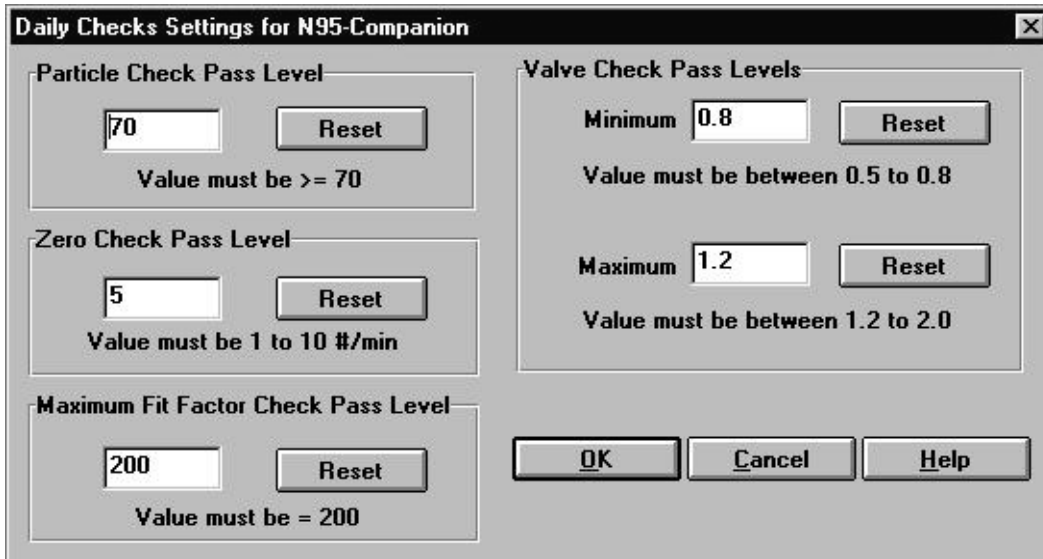 Daily Checks Settings for N95-Companion
Particle Check Pass Level
70
Reset
Value must be >= 70
Zero Check Pass Level
5
Reset
Value must be 1 to 10 #/min
Maximum Fit Factor Check Pass Level
200
Reset
Value must be = 200
Valve Check Pass Levels
Minimum 0.8 Reset
Value must be between 0.5 to 0.8
Maximum 1.2 Reset
Value must be between 1.2 to 2.0
OK Cancel Help